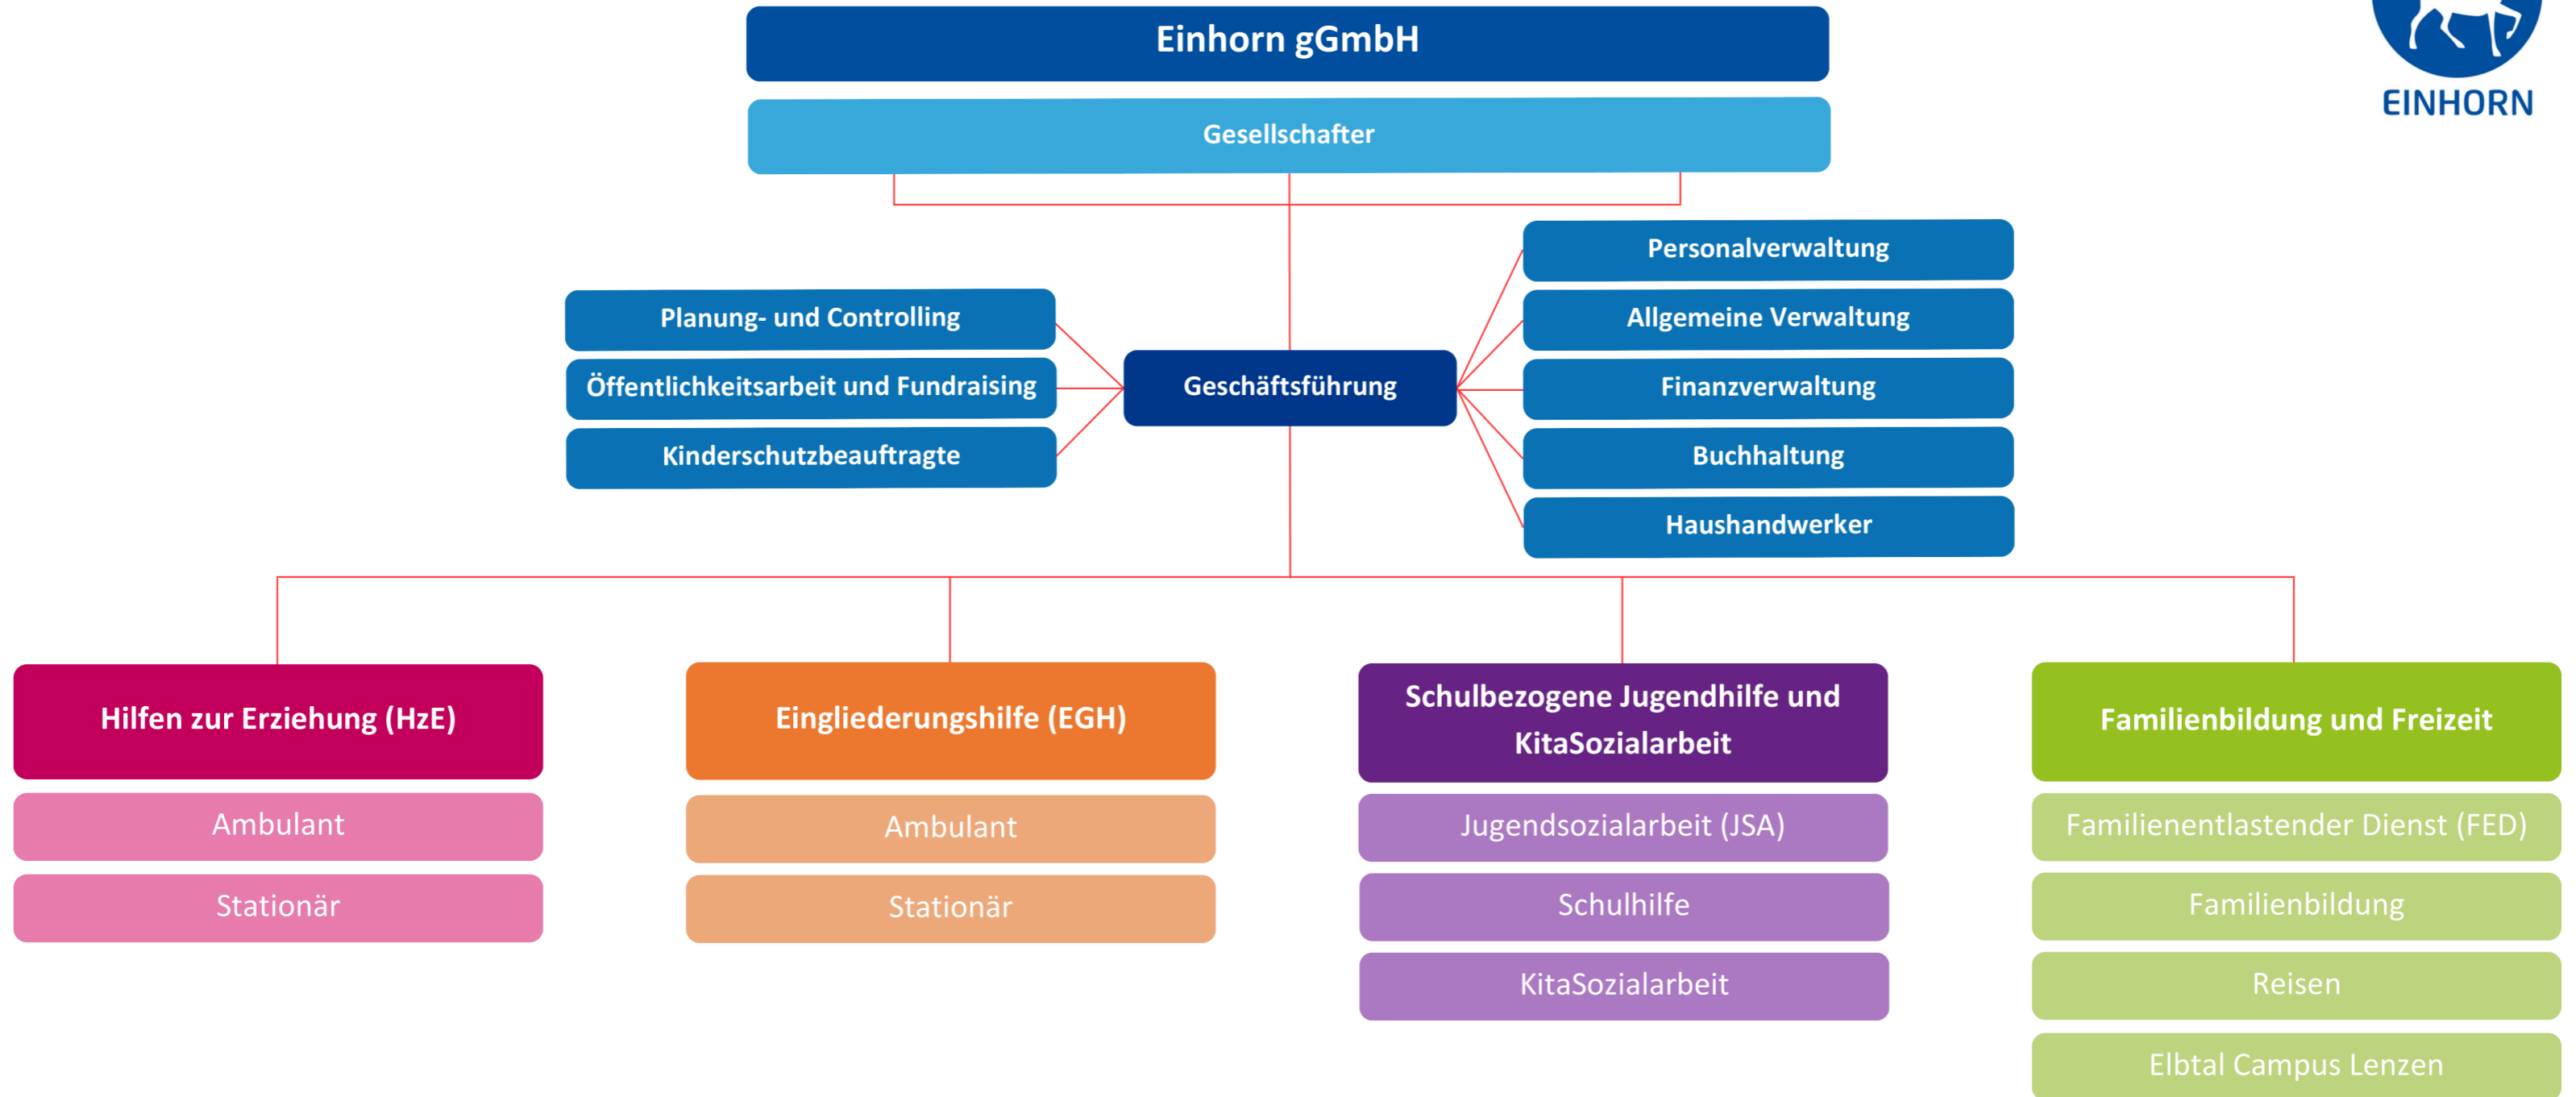 Einhorn gGmbH
EINHORN
Gesellschafter
Personalverwaltung
Planung- und Controlling
Allgemeine Verwaltung
Öffentlichkeitsarbeit und Fundraising
Geschäftsführung
Finanzverwaltung
Kinderschutzbeauftragte
Buchhaltung
Haushandwerker
Hilfen zur Erziehung (HzE)
Ambulant
Stationär
Eingliederungshilfe (EGH)
Ambulant
Stationär
Schulbezogene Jugendhilfe und
KitaSozialarbeit
Jugendsozialarbeit (JSA)
Schulhilfe
KitaSozialarbeit
Familienbildung und Freizeit
Familienentlastender Dienst (FED)
Familienbildung
Reisen
Elbtal Campus Lenzen